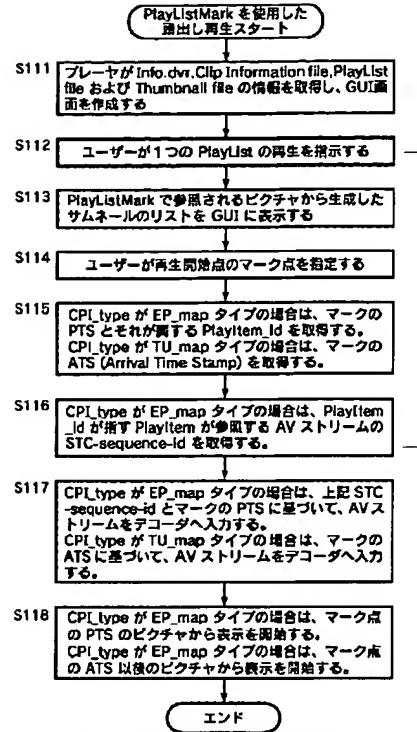 PlayListMark を使用した
頭出し再生スタート
S111
プレーヤが Info.dvr,Clip Information file,PlayList
file および Thumbnail file の情報を取得し、GUI画
面を作成する
S112
ユーザーが1つの PlayList の再生を指示する
S113
PlayListMark で参照されるピクチャから生成した
サムネールのリストを GUI に表示する
S114
ユーザーが再生開始点のマーク点を指定する
S115
CPI_type が EP_map タイプの場合は、マークの
PTS とそれが属する PlayItem_Id を取得する。
CPI_type が TU_map タイプの場合は、マークの
ATS (Arrival Time Stamp) を取得する。
S116
CPI_type が EP_map タイプの場合は、PlayItem
_Id が指す PlayItem が参照する AV ストリームの
STC-sequence-id を取得する。
S117
CPI_type が EP_map タイプの場合は、上記 STC
-sequence-id とマークの PTS に基づいて、AV ス
トリームをデコーダへ入力する。
CPI_type が TU_map タイプの場合は、マークの
ATS に基づいて、AV ストリームをデコーダへ入力
する。
S118
CPI_type が EP_map タイプの場合は、マーク点
の PTS のピクチャから表示を開始する。
CPI_type が EP_map タイプの場合は、マーク点
の ATS 以後のピクチャから表示を開始する。
エンド